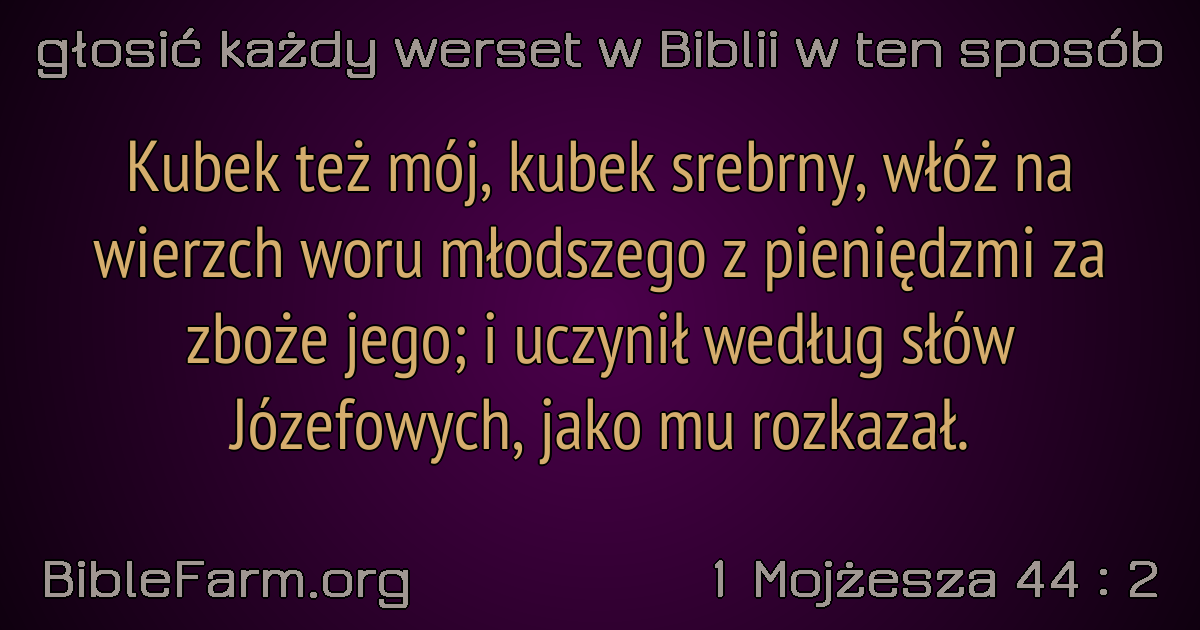 głosić każdy werset w Biblii w ten sposób
Kubek też mój, kubek srebrny, włóż na
wierzch woru młodszego z pieniędzmi za
zboże jego; i uczynił według słów
Józefowych, jako mu rozkazał.
BibleFarm.org
1 Mojżesza 44 : 2